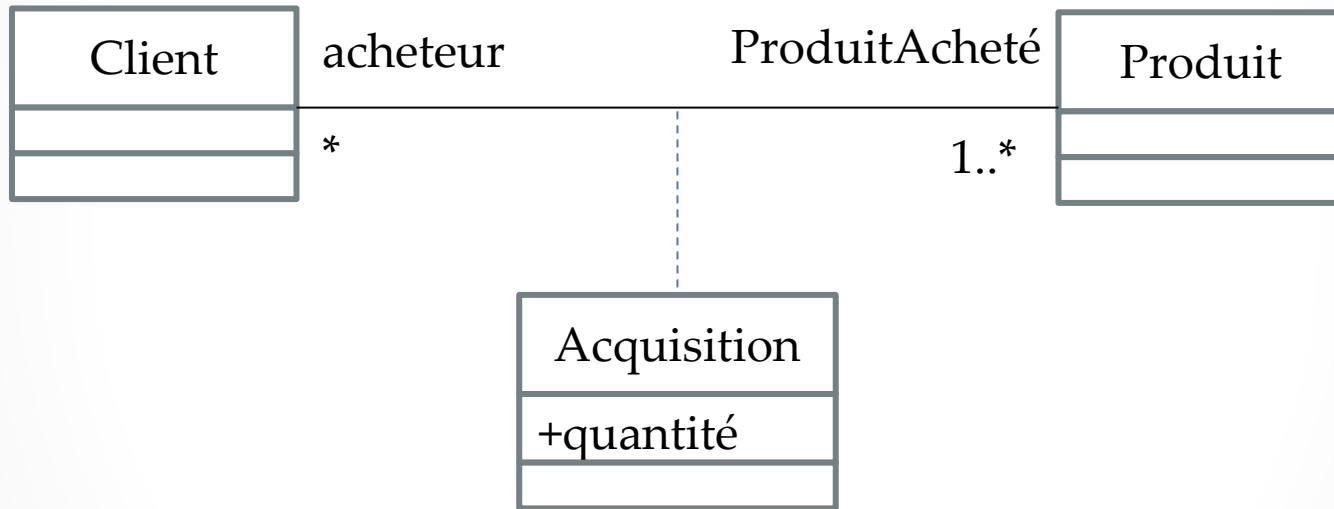 Client
acheteur
ProduitAcheté
Produit
*
1..*
Acquisition
+quantité